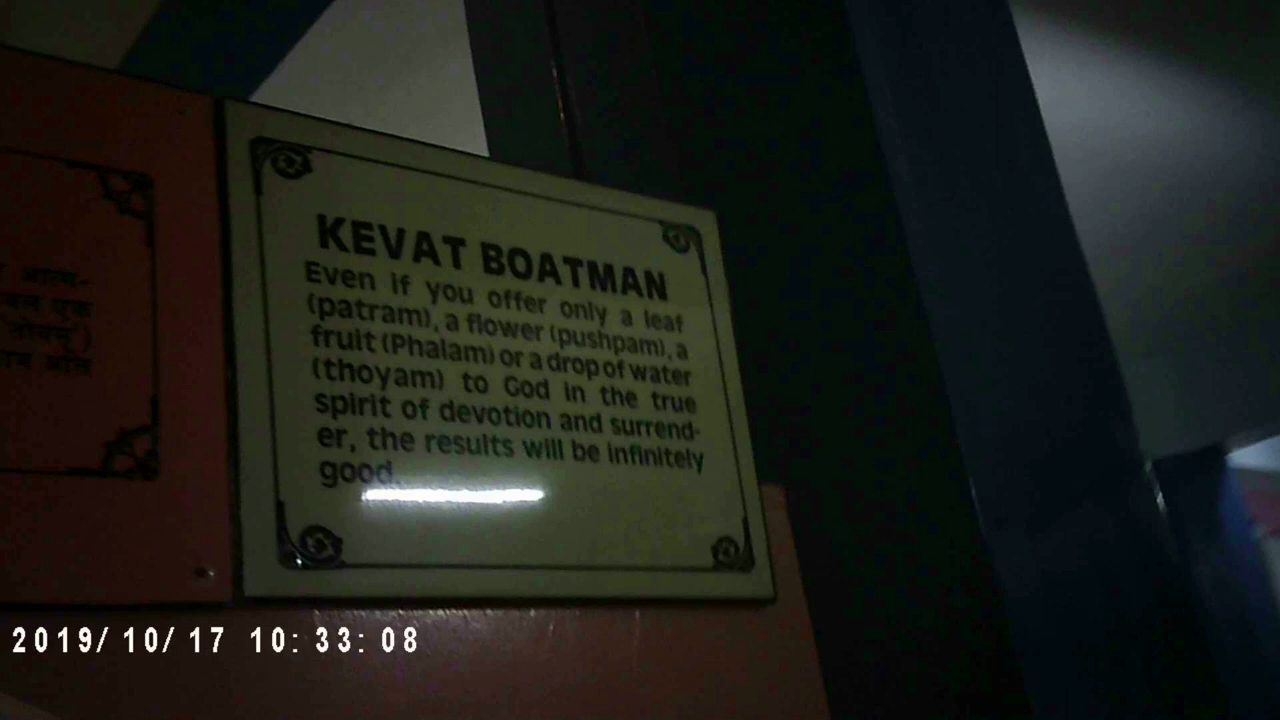 आत्म-
एक
KEVAT BOATMAN
Even if you offer only a leaf
(patram), a flower (pushpam), a
fruit (Phalam) or a drop of water
(thoyam) to God in the true
spirit of devotion and surrend-
er, the results will be infinitely
good.
2019/10/17 10:33:08